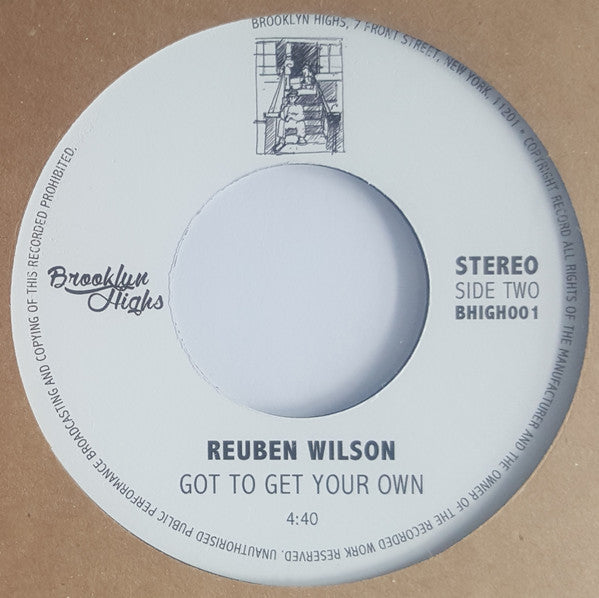 BROOKLYN HIGHS, 7 FRONT STREET, NEW YORK, 11201 • COPYRIGHT RECORD ALL RIGHTS OF THE MANUFACTURER AND THE OWNER OF THE RECORDED WORK RESERVED. UNAUTHORISED PUBLIC PERFORMANCE BROADCASTING AND COPYING OF THIS RECORDED PROHIBITED.
Brooklyn
Highs
STEREO
SIDE TWO
BHIGH001
REUBEN WILSON
GOT TO GET YOUR OWN
4:40